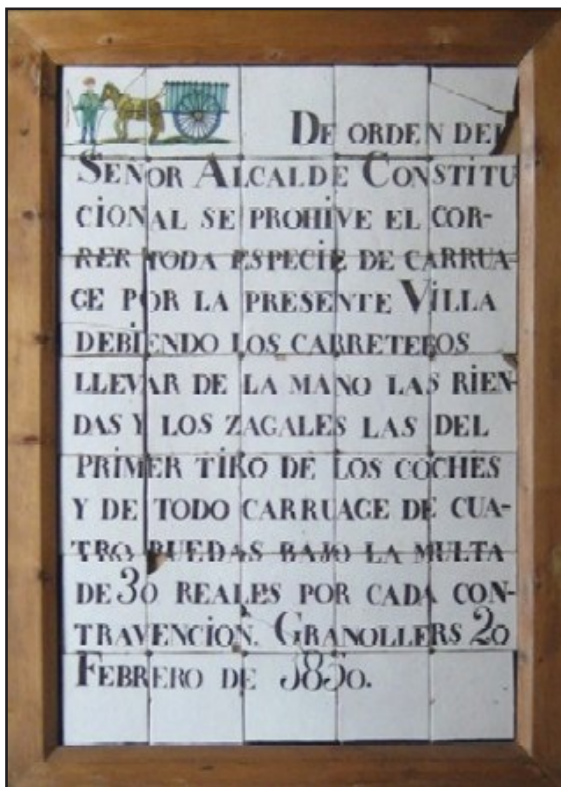 DE ORDEN DEL
SEÑOR ALCALDE CONSTITU
CIONAL SE PROHIVE EL COR-
RER TODA ESPECIE DE CARRUA-
GE POR LA PRESENTE VILLA
DEBIENDO LOS CARRETEROS
LLEVAR DE LA MANO LAS RIEN-
DAS Y LOS ZAGALES LAS DEL
PRIMER TIRO DE LOS COCHES
Y DE TODO CARRUAGE DE CUA-
TRO RUEDAS BAJO LA MULTA
DE 30 REALES POR CADA CON-
TRAVENCION. GRANOLLERS 20
FEBRERO DE 1850.